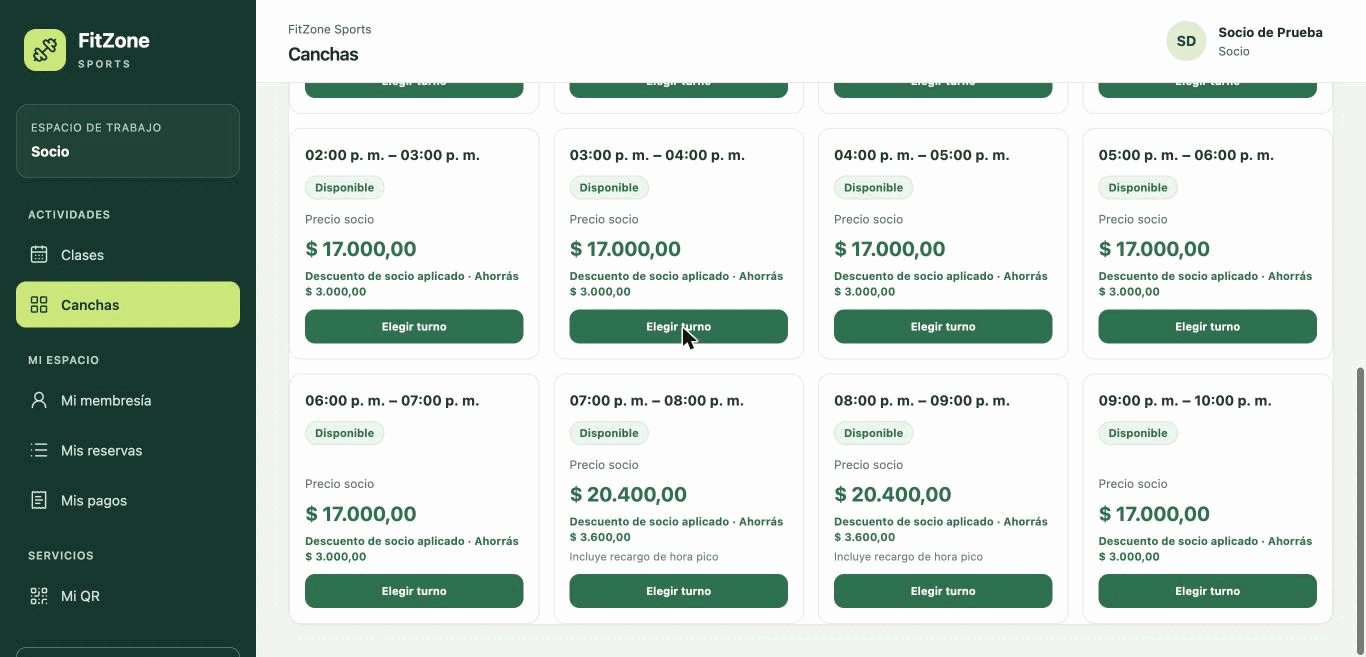 FitZone
SPORTS
ESPACIO DE TRABAJO
Socio
ACTIVIDADES
Clases
Canchas
MI ESPACIO
Mi membresía
Mis reservas
Mis pagos
SERVICIOS
Mi QR
FitZone Sports
Canchas
SD
Socio de Prueba
Socio
Elegir turno
Elegir turno
Elegir turno
Elegir turno
02:00 p. m. – 03:00 p. m.
Disponible
Precio socio
$ 17.000,00
Descuento de socio aplicado · Ahorrás
$ 3.000,00
Elegir turno
03:00 p. m. – 04:00 p. m.
Disponible
Precio socio
$ 17.000,00
Descuento de socio aplicado · Ahorrás
$ 3.000,00
Elegir turno
04:00 p. m. – 05:00 p. m.
Disponible
Precio socio
$ 17.000,00
Descuento de socio aplicado · Ahorrás
$ 3.000,00
Elegir turno
05:00 p. m. – 06:00 p. m.
Disponible
Precio socio
$ 17.000,00
Descuento de socio aplicado · Ahorrás
$ 3.000,00
Elegir turno
06:00 p. m. – 07:00 p. m.
Disponible
Precio socio
$ 17.000,00
Descuento de socio aplicado · Ahorrás
$ 3.000,00
Elegir turno
07:00 p. m. – 08:00 p. m.
Disponible
Precio socio
$ 20.400,00
Descuento de socio aplicado · Ahorrás
$ 3.600,00
Incluye recargo de hora pico
Elegir turno
08:00 p. m. – 09:00 p. m.
Disponible
Precio socio
$ 20.400,00
Descuento de socio aplicado · Ahorrás
$ 3.600,00
Incluye recargo de hora pico
Elegir turno
09:00 p. m. – 10:00 p. m.
Disponible
Precio socio
$ 17.000,00
Descuento de socio aplicado · Ahorrás
$ 3.000,00
Elegir turno